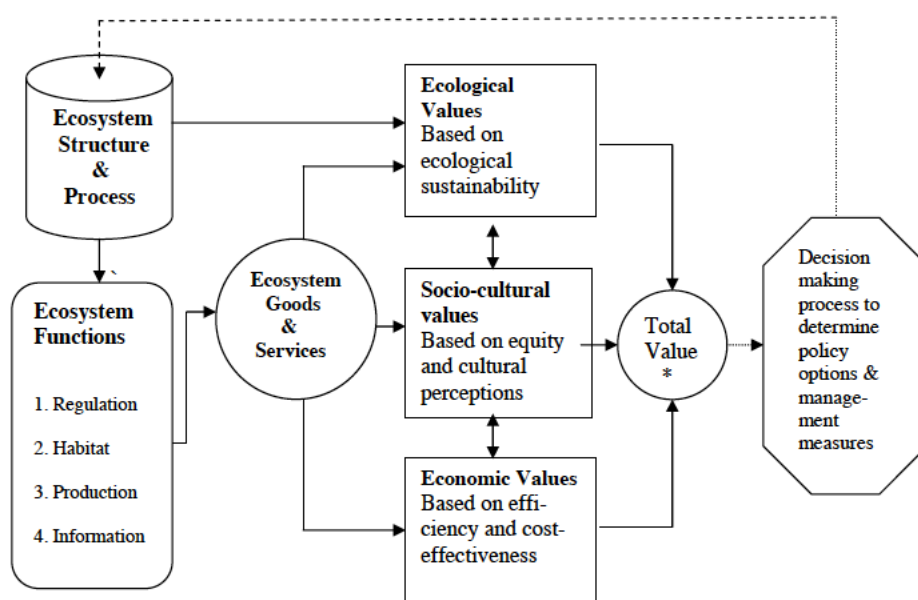 Ecosystem
Structure
&
Process
Ecosystem
Functions
1. Regulation
2. Habitat
3. Production
4. Information
Ecosystem
Goods
&
Services
Ecological
Values
Based on
ecological
sustainability
Socio-cultural
values
Based on equity
and cultural
perceptions
Economic Values
Based on effi-
ciency and cost-
effectiveness
Total
Value
*
Decision
making
process to
determine
policy
options &
manage-
ment
measures